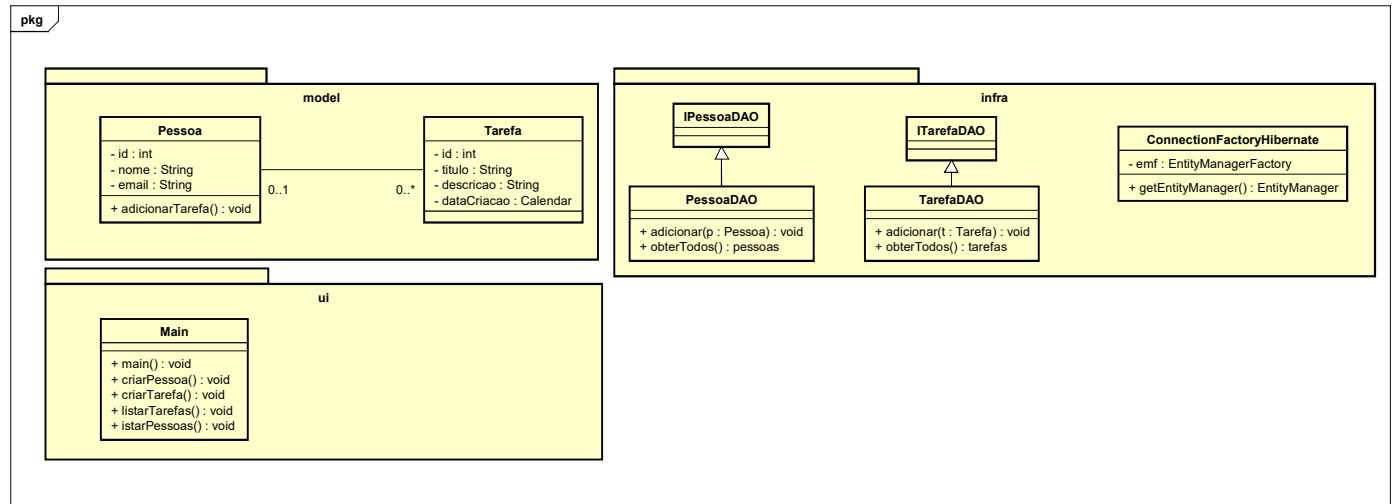 pkg
model
Pessoa
- id : int
- nome : String
- email : String
+ adicionarTarefa() : void
0..1
0..*
Tarefa
- id : int
- titulo : String
- descricao : String
- dataCriacao : Calendar
infra
IPessoaDAO
PessoaDAO
+ adicionar(p : Pessoa) : void
+ obterTodos() : pessoas
ITarefaDAO
TarefaDAO
+ adicionar(t : Tarefa) : void
+ obterTodos() : tarefas
ConnectionFactoryHibernate
- emf : EntityManagerFactory
+ getEntityManager() : EntityManager
ui
Main
+ main() : void
+ criarPessoa() : void
+ criarTarefa() : void
+ listarTarefas() : void
+ istarPessoas() : void